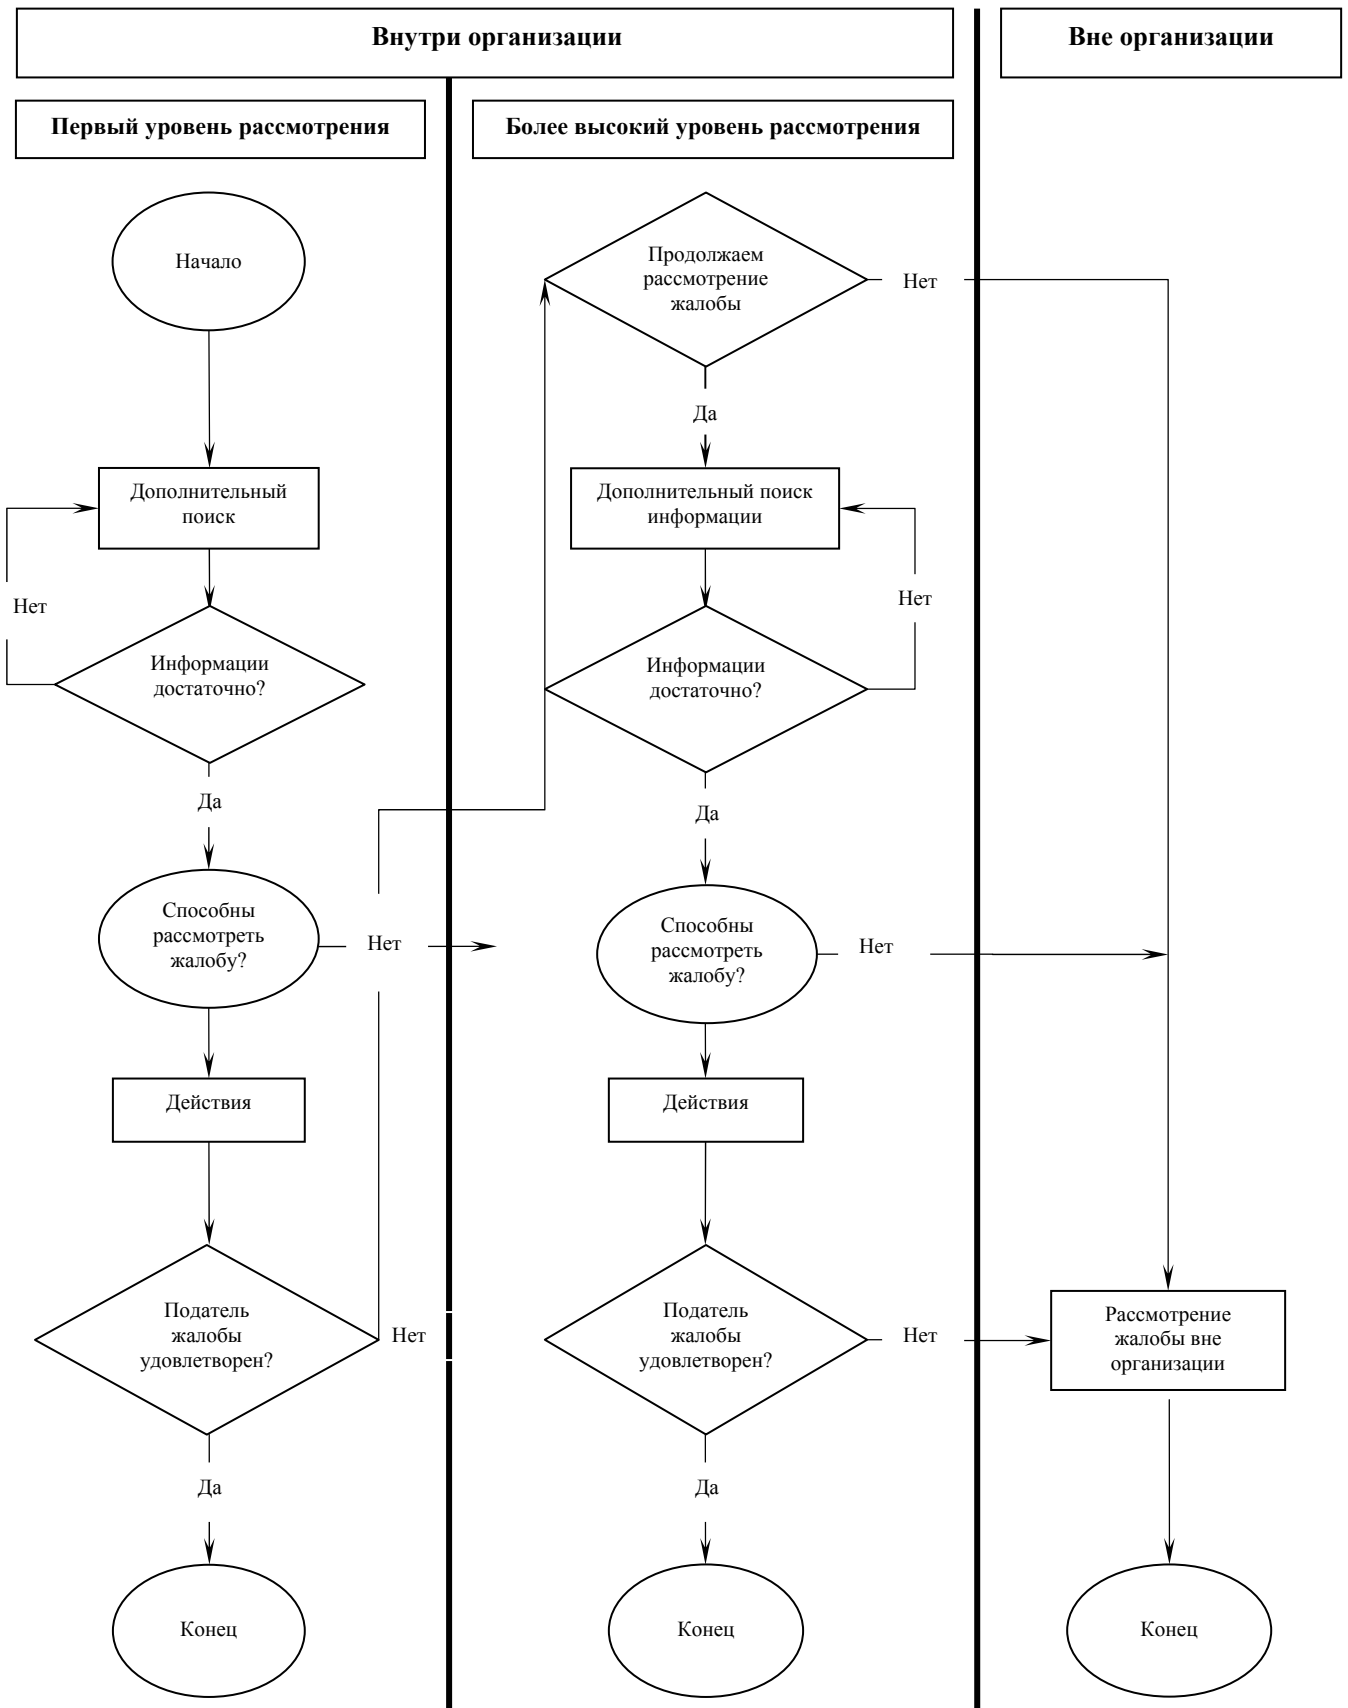 Внутри организации
Вне организации
Первый уровень рассмотрения
Более высокий уровень рассмотрения
Начало
Продолжаем
рассмотрение
жалобы
Нет
Да
Дополнительный
поиск
Дополнительный поиск
информации
Нет
Нет
Информации
достаточно?
Информации
достаточно?
Да
Да
Способны
рассмотреть
жалобу?
Нет
Способны
рассмотреть
жалобу?
Нет
Действия
Действия
Податель
жалобы
удовлетворен?
Нет
Податель
жалобы
удовлетворен?
Нет
Рассмотрение
жалобы вне
организации
Да
Да
Конец
Конец
Конец